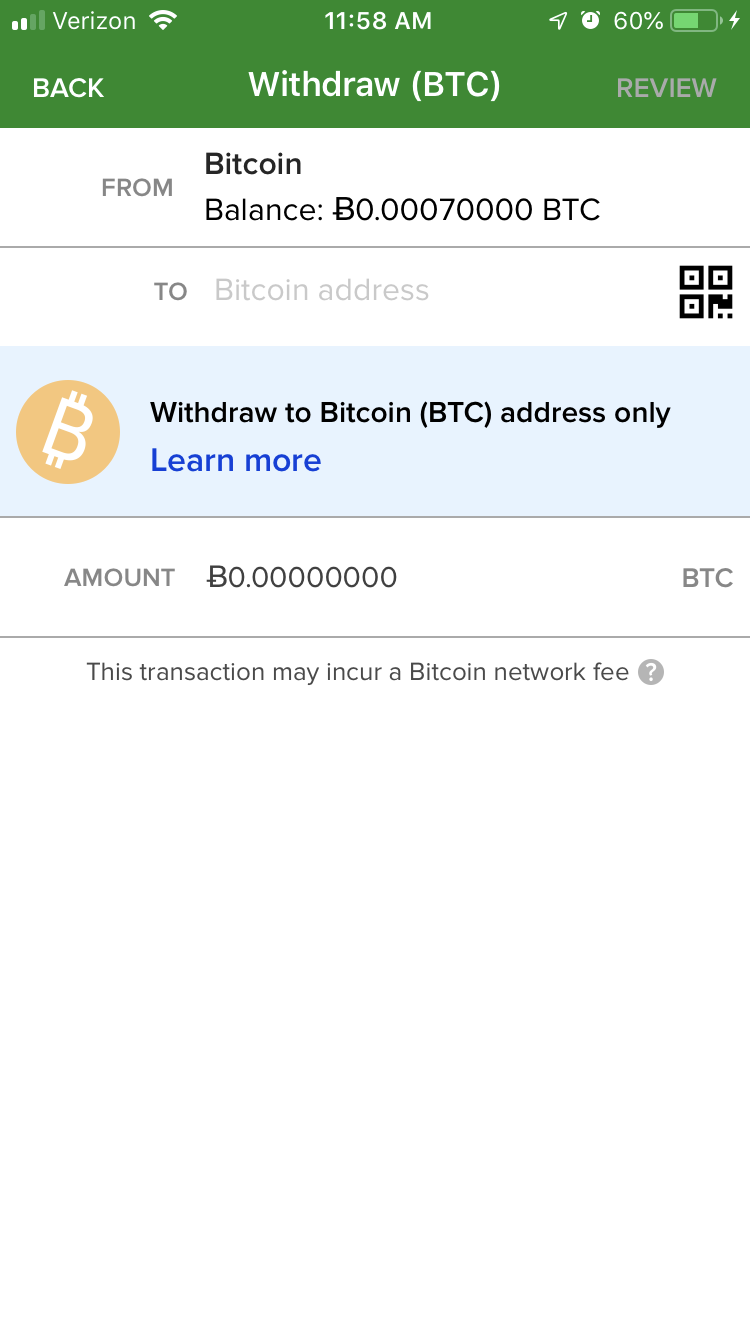 Verizon 11:58 AM 60%
BACK Withdraw (BTC) REVIEW
FROM Bitcoin
Balance: Ƀ0.00070000 BTC
TO Bitcoin address
Withdraw to Bitcoin (BTC) address only
Learn more
AMOUNT Ƀ0.00000000 BTC
This transaction may incur a Bitcoin network fee ?